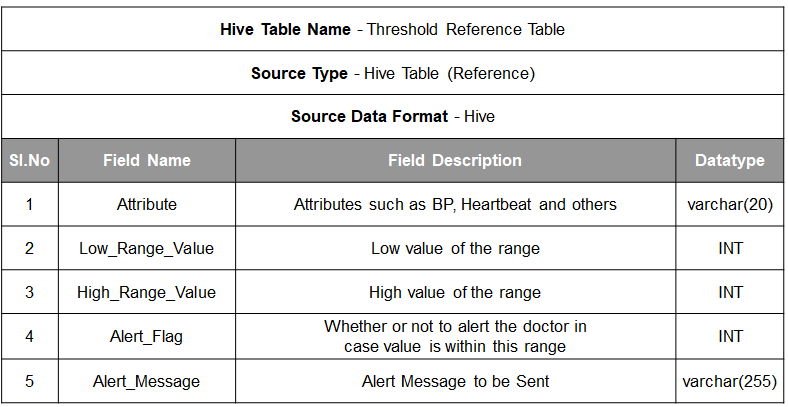 Hive Table Name - Threshold Reference Table
Source Type - Hive Table (Reference)
Source Data Format - Hive
Sl.No Field Name Field Description Datatype
1 Attribute Attributes such as BP, Heartbeat and others varchar(20)
2 Low_Range_Value Low value of the range INT
3 High_Range_Value High value of the range INT
4 Alert_Flag Whether or not to alert the doctor in
case value is within this range INT
5 Alert_Message Alert Message to be Sent varchar(255)